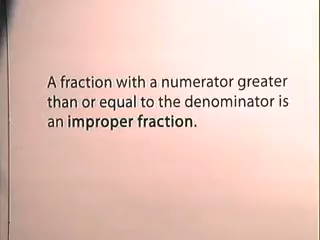 A fraction with a numerator greater
than or equal to the denominator is
an improper fraction.